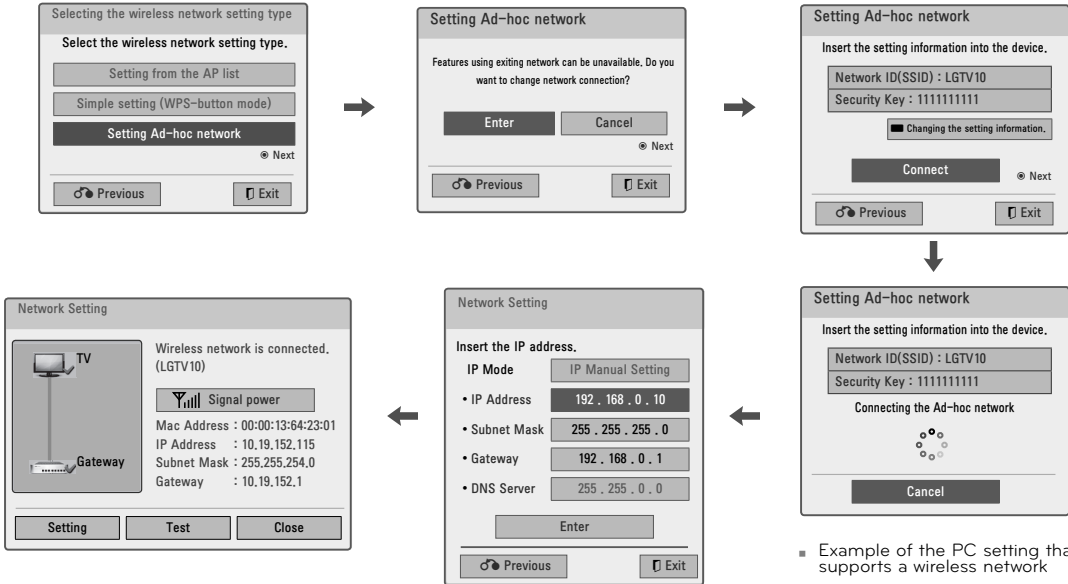 Selecting the wireless network setting type
Select the wireless network setting type.
Setting from the AP list
Simple setting (WPS-button mode)
Setting Ad-hoc network
Next
Previous
Exit
Setting Ad-hoc network
Features using exiting network can be unavailable. Do you
want to change network connection?
Enter Cancel
Next
Previous
Exit
Setting Ad-hoc network
Insert the setting information into the device.
Network ID(SSID) : LGTV10
Security Key : 1111111111
Changing the setting information.
Connect
Next
Previous
Exit
Setting Ad-hoc network
Insert the setting information into the device.
Network ID(SSID) : LGTV10
Security Key : 1111111111
Connecting the Ad-hoc network
Cancel
Network Setting
Insert the IP address.
IP Mode IP Manual Setting
• IP Address 192 . 168 . 0 . 10
• Subnet Mask 255 . 255 . 255 . 0
• Gateway 192 . 168 . 0 . 1
• DNS Server 255 . 255 . 0 . 0
Enter
Previous
Exit
Network Setting
TV
Gateway
Wireless network is connected.
(LGTV10)
Signal power
Mac Address : 00:00:13:64:23:01
IP Address : 10.19.152.115
Subnet Mask : 255.255.254.0
Gateway : 10.19.152.1
Setting Test Close
■ Example of the PC setting tha
supports a wireless network